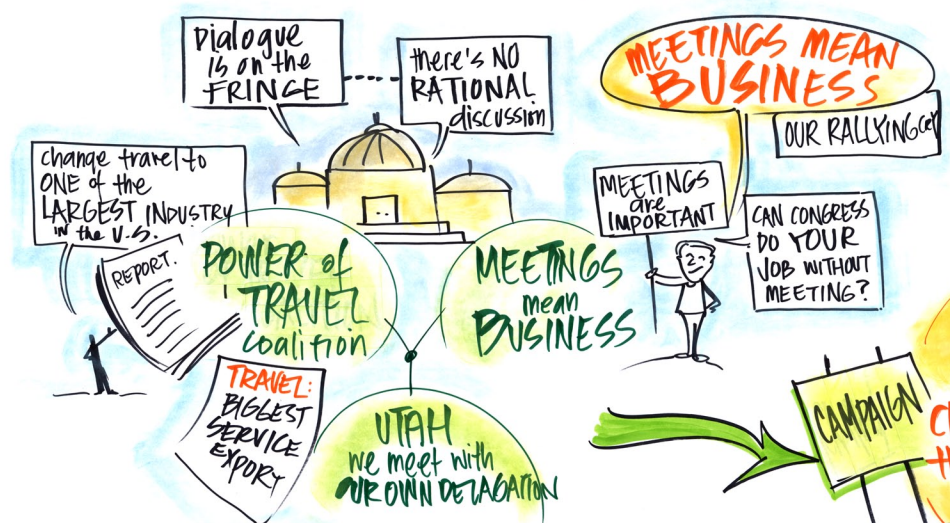 Dialogue
is on the
FRINGE
there's NO
RATIONAL
discussion
MEETINGS MEAN
BUSINESS
OUR RALLYING cry
change travel to
ONE of the
LARGEST INDUSTRY
in the U.S.
REPORT.
POWER of
TRAVEL
coalition
MEETINGS
mean
BUSINESS
MEETINGS
are
IMPORTANT
CAN CONGRESS
DO YOUR
JOB WITHOUT
MEETING?
TRAVEL:
BIGGEST
SERVICE
EXPORT
UTAH
we meet with
OUR OWN DELAGATION
CAMPAIGN